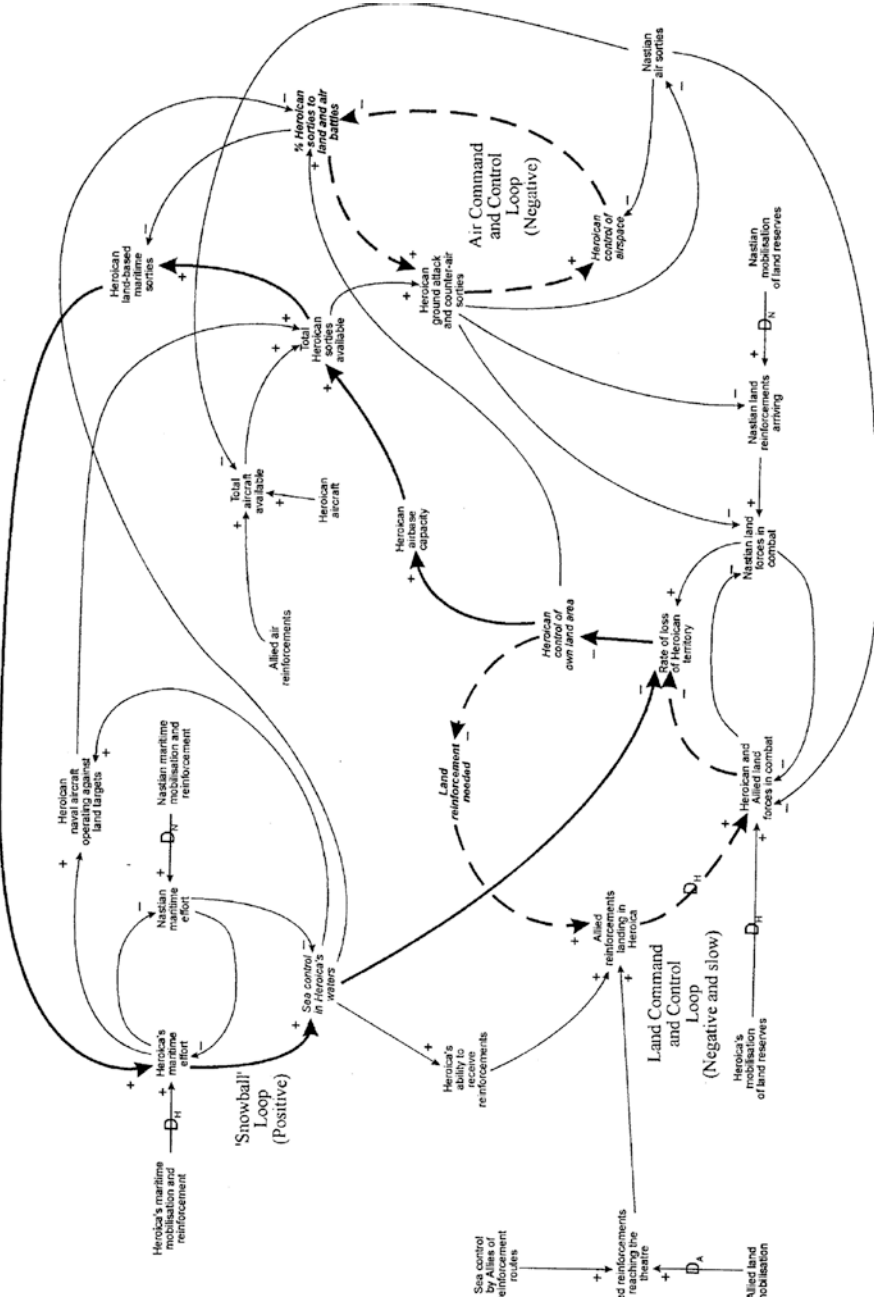 Heroican
land-based
maritime
sorties
% Heroican
sorties to
land and air
battles
Nastian
air sorties
Heroican
naval aircraft
operating against
land targets
Total
Heroican
sorties
available
Air Command
and Control
Loop
(Negative)
Heroican
ground attack
and counter-air
sorties
Heroican
control of
airspace
Nastian maritime
mobilisation and
reinforcement
D_N
Nastian
maritime
effort
Total
aircraft
available
Heroican
aircraft
Allied air
reinforcements
Heroican
airbase
capacity
Nastian
mobilisation
of land reserves
D_N
Nastian land
reinforcements
arriving
Nastian land
forces in
combat
Heroica's
maritime
effort
Heroica's maritime
mobilisation and
reinforcement
D_H
'Snowball'
Loop
(Positive)
Sea control
in Heroica's
waters
Heroican
control of
own land area
Rate of loss
of Heroican
territory
Land
reinforcement
needed
Heroica's
ability to
receive
reinforcements
Allied
reinforcements
landing in
Heroica
D_H
Heroican and
Allied land
forces in combat
Land Command
and Control
Loop
(Negative and slow)
D_H
Heroica's
mobilisation
of land reserves
Sea control
by Allies of
reinforcement
routes
d reinforcements
reaching the
theatre
D_A
Allied land
mobilisation